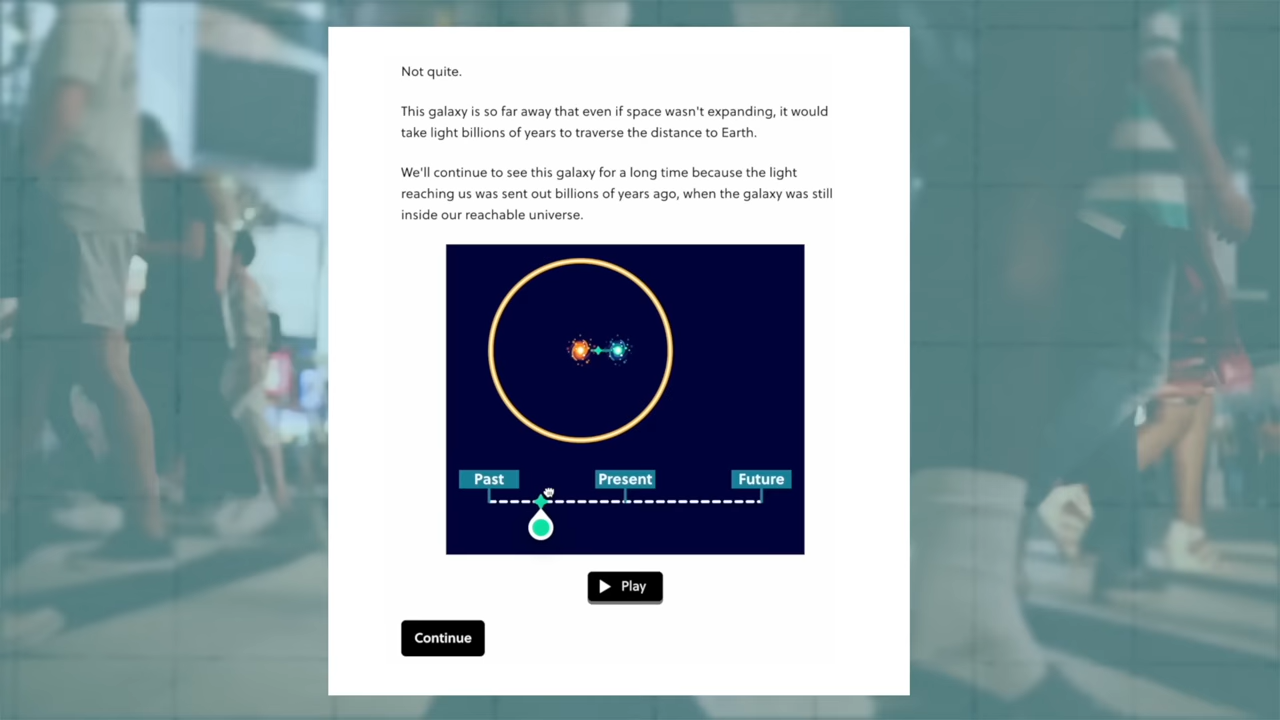 Not quite.
This galaxy is so far away that even if space wasn't expanding, it would
take light billions of years to traverse the distance to Earth.
We'll continue to see this galaxy for a long time because the light
reaching us was sent out billions of years ago, when the galaxy was still
inside our reachable universe.
Past Present Future
Play
Continue